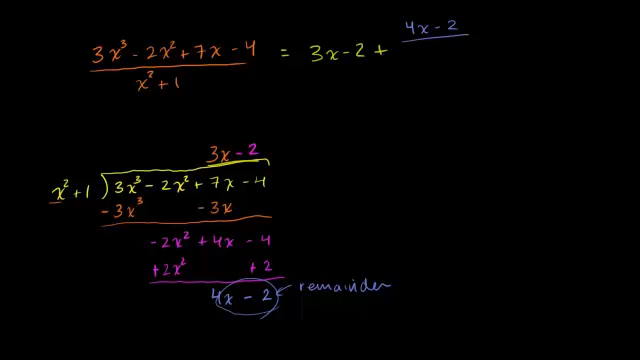 3x³ - 2x² + 7x - 4 = 3x - 2 + 4x - 2
x² + 1
3x - 2
x² + 1 ) 3x³ - 2x² + 7x - 4
- 3x³ - 3x
-2x² + 4x - 4
+2x² + 2
4x - 2 ← remainder